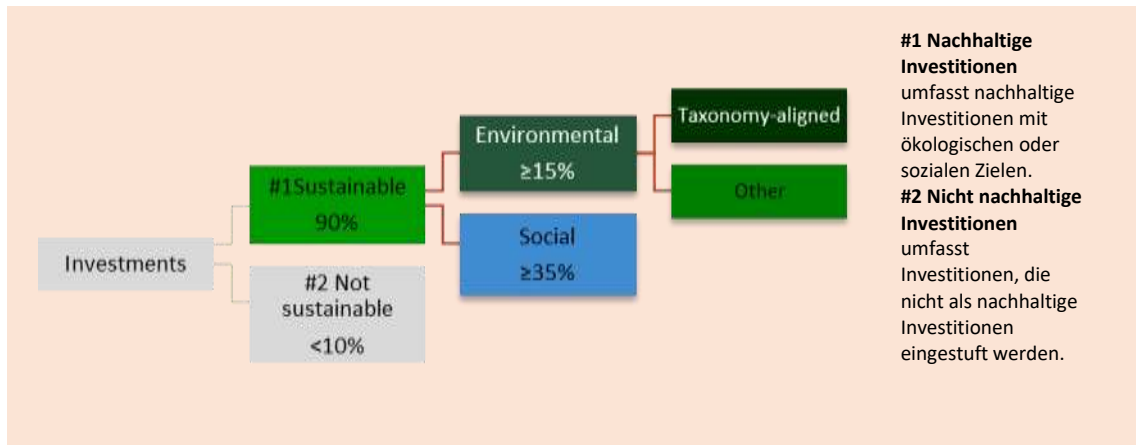 Investments
#1Sustainable
90%
#2 Not
sustainable
<10%
Environmental
≥15%
Social
≥35%
Taxonomy-aligned
Other
#1 Nachhaltige
Investitionen
umfasst nachhaltige
Investitionen mit
ökologischen oder
sozialen Zielen.
#2 Nicht nachhaltige
Investitionen
umfasst
Investitionen, die
nicht als nachhaltige
Investitionen
eingestuft werden.